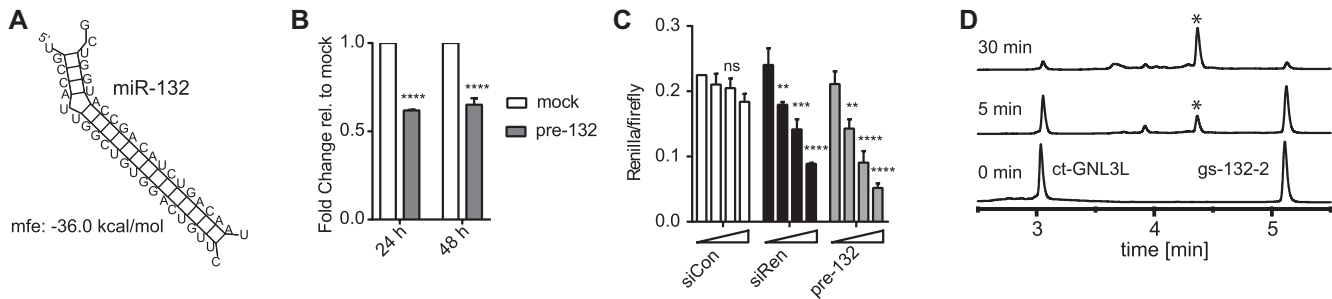 A
miR-132
mfe: -36.0 kcal/mol
B
Fold Change rel. to mock
1.0
0.5
0.0
****
****
24 h
48 h
mock
pre-132
C
Renilla/firefly
0.3
0.2
0.1
0.0
ns
**
***
****
**
****
****
siCon
siRen
pre-132
D
30 min
*
5 min
*
0 min
ct-GNL3L
gs-132-2
3
4
5
time [min]